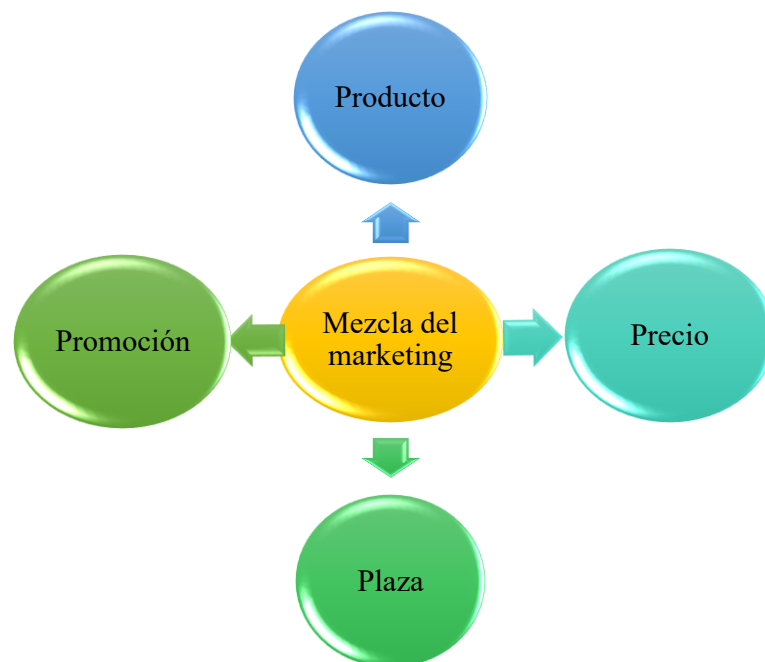 Producto
Promoción
Mezcla del
marketing
Precio
Plaza